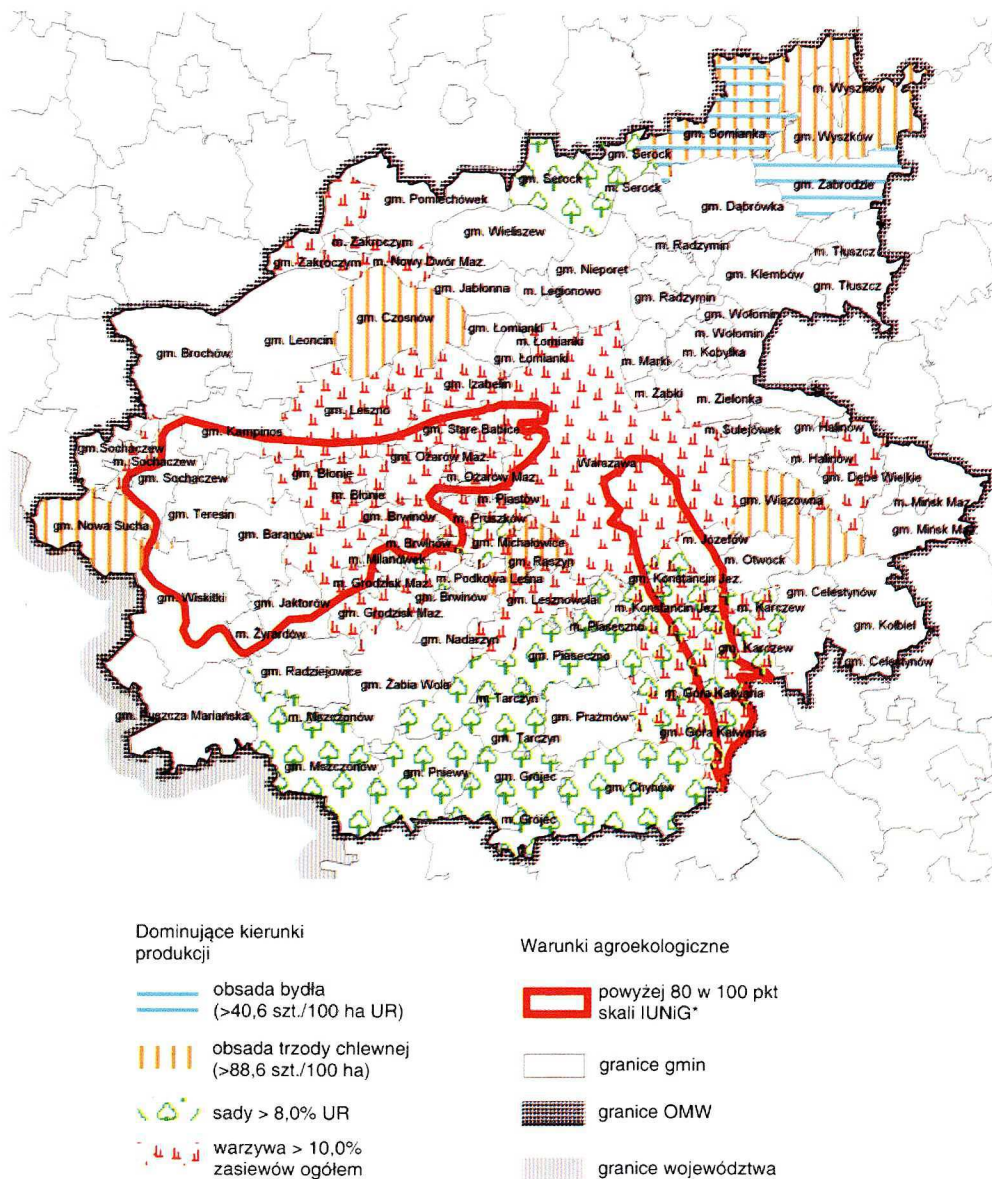 m. Wyszków
gm. Somianka
gm. Wyszków
gm. Serock
gm. Serock
m. Serock
gm. Zabrodzie
gm. Pomiechówek
gm. Dąbrówka
gm. Wieliszew
m. Zakroczym
m. Radzymin
m. Tłuszcz
gm. Zakroczym
m. Nowy Dwór Maz.
gm. Nieporęt
gm. Klembów
gm. Jabłonna
m. Legionowo
gm. Radzymin
gm. Tłuszcz
gm. Czosnów
gm. Wołomin
gm. Łomianki
m. Wołomin
gm. Leoncin
m. Łomianki
gm. Brochów
gm. Łomianki
m. Marki
m. Kobyłka
gm. Izabelin
m. Ząbki
m. Zielonka
gm. Leszno
gm. Kampinos
gm. Stare Babice
m. Sulejówek
gm. Halinów
gm. Sochaczew
gm. Ożarów Maz.
Warszawa
m. Halinów
m. Sochaczew
gm. Sochaczew
gm. Błonie
m. Ożarów Maz.
gm. Dębe Wielkie
m. Błonie
m. Piastów
gm. Wiązowna
m. Mińsk Maz.
gm. Nowa Sucha
gm. Teresin
gm. Brwinów
m. Pruszków
gm. Mińsk Maz.
gm. Baranów
m. Brwinów
gm. Michałowice
m. Józefów
m. Milanówek
gm. Raszyn
m. Otwock
m. Grodzisk Maz.
m. Podkowa Leśna
gm. Konstancin Jez.
gm. Wiskitki
gm. Jaktorów
gm. Brwinów
gm. Lesznowola
gm. Celestynów
gm. Grodzisk Maz.
m. Konstancin Jez.
m. Karczew
m. Żyrardów
m. Piaseczno
gm. Kołbiel
gm. Nadarzyn
gm. Piaseczno
gm. Karczew
gm. Celestynów
gm. Radziejowice
gm. Żabia Wola
m. Tarczyn
m. Góra Kalwaria
gm. Puszcza Mariańska
m. Mszczonów
gm. Prażmów
gm. Tarczyn
gm. Góra Kalwaria
gm. Mszczonów
gm. Pniewy
gm. Grójec
gm. Chynów
m. Grójec
Dominujące kierunki
produkcji
obsada bydła
(>40,6 szt./100 ha UR)
obsada trzody chlewnej
(>88,6 szt./100 ha)
sady > 8,0% UR
warzywa > 10,0%
zasiewów ogółem
Warunki agroekologiczne
powyżej 80 w 100 pkt
skali IUNiG*
granice gmin
granice OMW
granice województwa